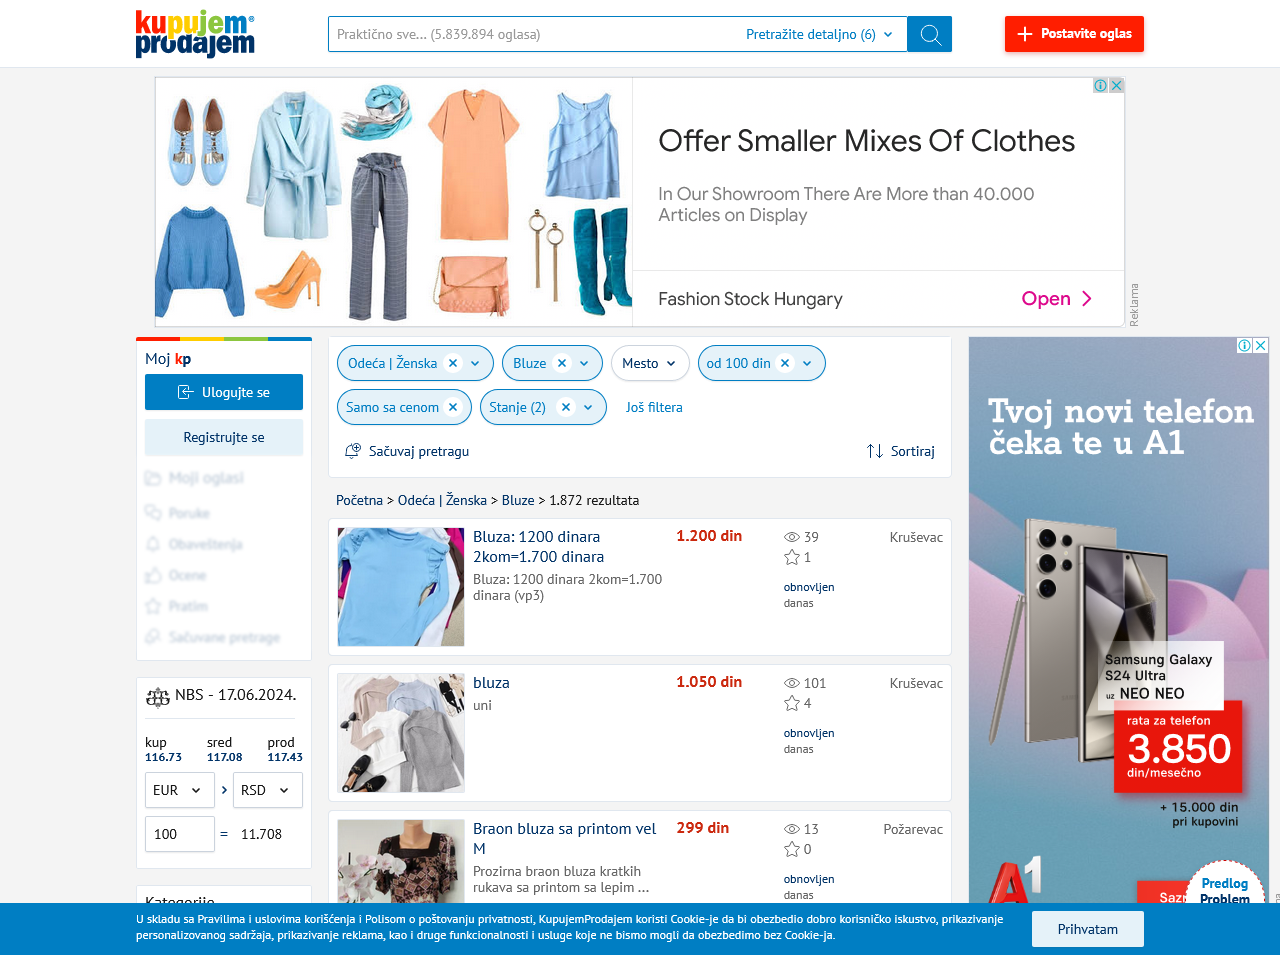 kupujem®
prodajem
Praktično sve... (5.839.894 oglasa)
Pretražite detaljno (6)
Postavite oglas
Offer Smaller Mixes Of Clothes
In Our Showroom There Are More than 40.000
Articles on Display
Fashion Stock Hungary
Open
Reklama
Moj kp
Ulogujte se
Registrujte se
Moji oglasi
Poruke
Obaveštenja
Ocene
Pratim
Sačuvane pretrage
NBS - 17.06.2024.
kup sred prod
116.73 117.08 117.43
EUR RSD
100 = 11.708
Kategorije
Odeća | Ženska
Bluze
Mesto
od 100 din
Samo sa cenom
Stanje (2)
Još filtera
Sačuvaj pretragu
Sortiraj
Početna > Odeća | Ženska > Bluze > 1.872 rezultata
Bluza: 1200 dinara
2kom=1.700 dinara
Bluza: 1200 dinara 2kom=1.700
dinara (vp3)
1.200 din
39
1
obnovljen
danas
Kruševac
bluza
uni
1.050 din
101
4
obnovljen
danas
Kruševac
Braon bluza sa printom vel
M
Prozirna braon bluza kratkih
rukava sa printom sa lepim ...
299 din
13
0
obnovljen
danas
Požarevac
Tvoj novi telefon
čeka te u A1
Samsung Galaxy
S24 Ultra
uz NEO NEO
rata za telefon
3.850
din/mesečno
+ 15.000 din
pri kupovini
A1
Predlog
Problem
U skladu sa Pravilima i uslovima korišćenja i Polisom o poštovanju privatnosti, KupujemProdajem koristi Cookie-je da bi obezbedio dobro korisničko iskustvo, prikazivanje
personalizovanog sadržaja, prikazivanje reklama, kao i druge funkcionalnosti i usluge koje ne bismo mogli da obezbedimo bez Cookie-ja.
Prihvatam